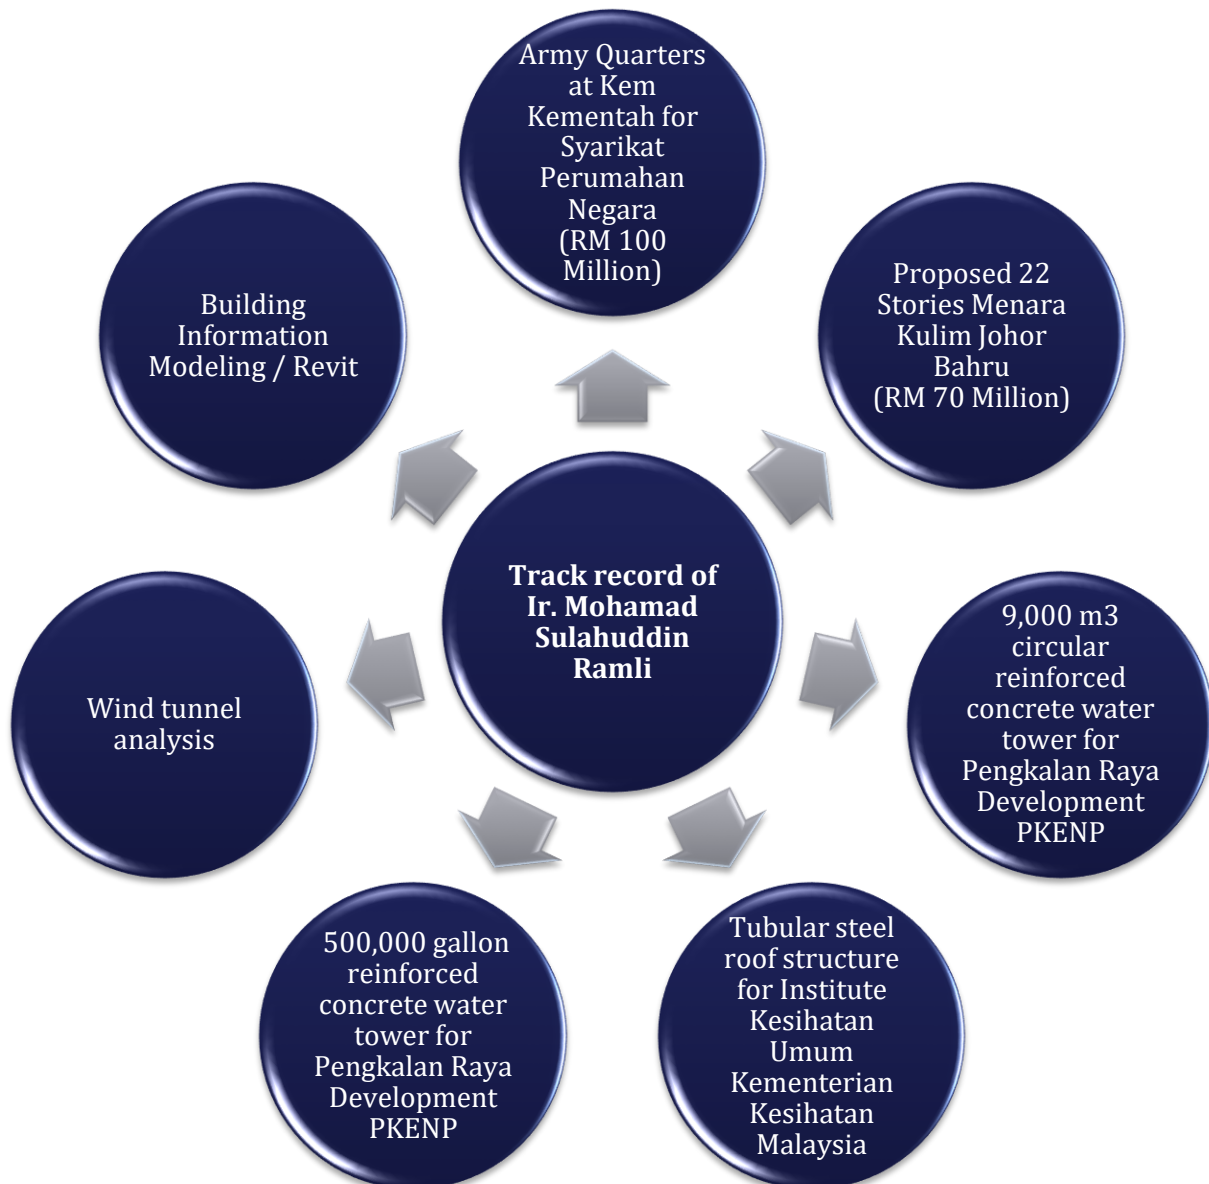 Army Quarters
at Kem
Kementah for
Syarikat
Perumahan
Negara
(RM 100
Million)
Proposed 22
Stories Menara
Kulim Johor
Bahru
(RM 70 Million)
9,000 m3
circular
reinforced
concrete water
tower for
Pengkalan Raya
Development
PKENP
Tubular steel
roof structure
for Institute
Kesihatan
Umum
Kementerian
Kesihatan
Malaysia
500,000 gallon
reinforced
concrete water
tower for
Pengkalan Raya
Development
PKENP
Wind tunnel
analysis
Building
Information
Modeling / Revit
Track record of
Ir. Mohamad
Sulahuddin
Ramli